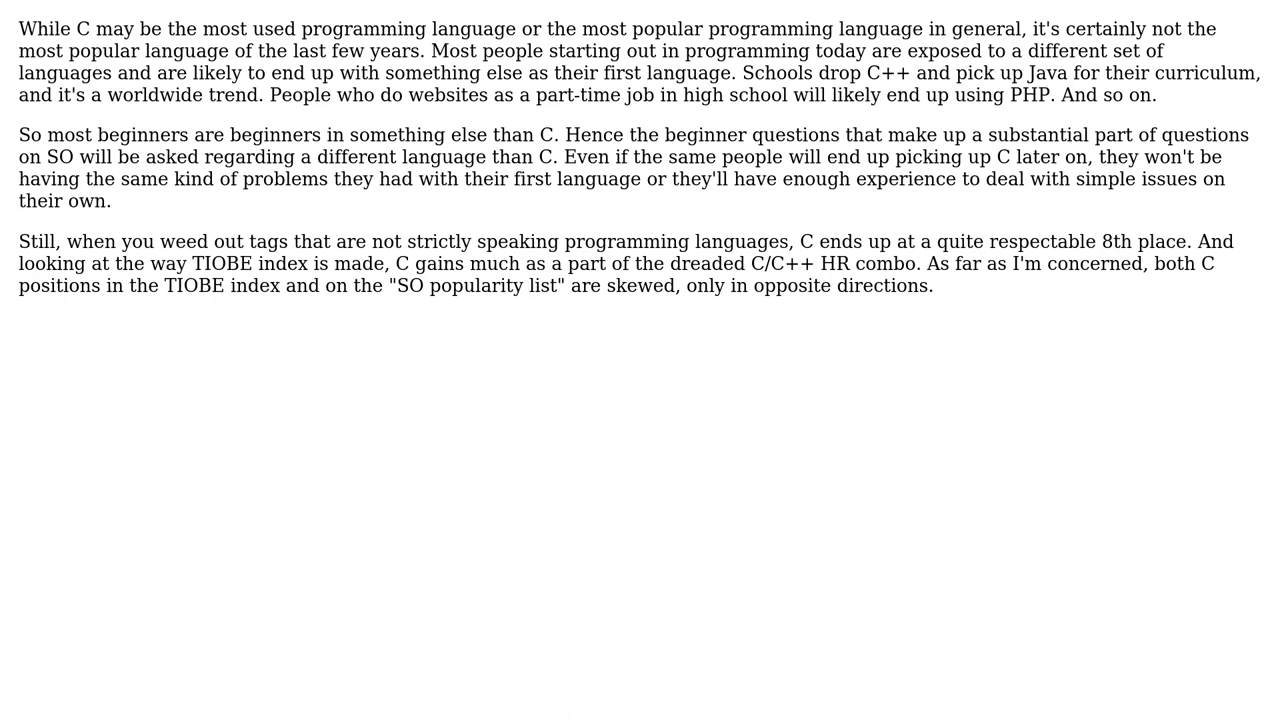 While C may be the most used programming language or the most popular programming language in general, it's certainly not the
most popular language of the last few years. Most people starting out in programming today are exposed to a different set of
languages and are likely to end up with something else as their first language. Schools drop C++ and pick up Java for their curriculum,
and it's a worldwide trend. People who do websites as a part-time job in high school will likely end up using PHP. And so on.
So most beginners are beginners in something else than C. Hence the beginner questions that make up a substantial part of questions
on SO will be asked regarding a different language than C. Even if the same people will end up picking up C later on, they won't be
having the same kind of problems they had with their first language or they'll have enough experience to deal with simple issues on
their own.
Still, when you weed out tags that are not strictly speaking programming languages, C ends up at a quite respectable 8th place. And
looking at the way TIOBE index is made, C gains much as a part of the dreaded C/C++ HR combo. As far as I'm concerned, both C
positions in the TIOBE index and on the "SO popularity list" are skewed, only in opposite directions.